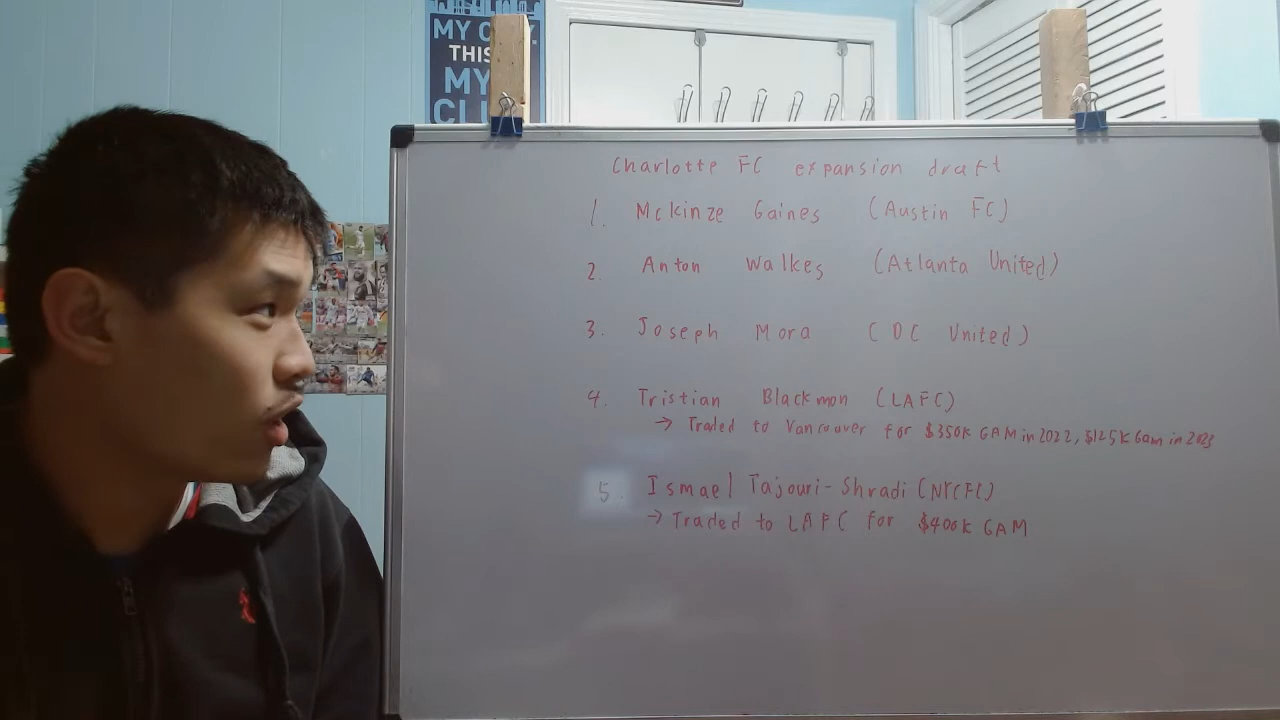 MY C
THIS
MY
CLU
Charlotte FC expansion draft
1. Mckinze Gaines (Austin FC)
2. Anton Walkes (Atlanta United)
3. Joseph Mora (DC United)
4. Tristian Blackmon (LAFC)
→ Traded to Vancouver for $350k GAM in 2022, $125k Gam in 2023
5. Ismael Tajouri-Shradi (NYCFC)
→ Traded to LAFC for $400k GAM